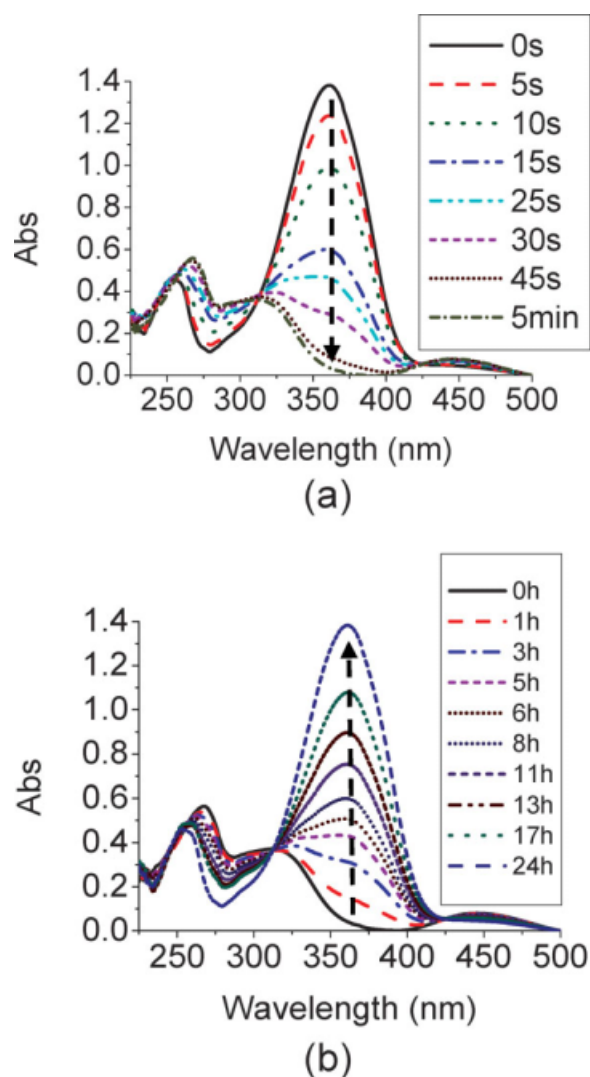 0s
5s
10s
15s
25s
30s
45s
5min
1.4
1.2
1.0
0.8
0.6
0.4
0.2
0.0
Abs
250 300 350 400 450 500
Wavelength (nm)
(a)
0h
1h
3h
5h
6h
8h
11h
13h
17h
24h
1.4
1.2
1.0
0.8
0.6
0.4
0.2
0.0
Abs
250 300 350 400 450 500
Wavelength (nm)
(b)